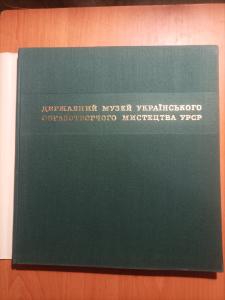 ДЕРЖАВНИЙ МУЗЕЙ УКРАЇНСЬКОГО
ОБРАЗОТВОРЧОГО МИСТЕЦТВА УРСР